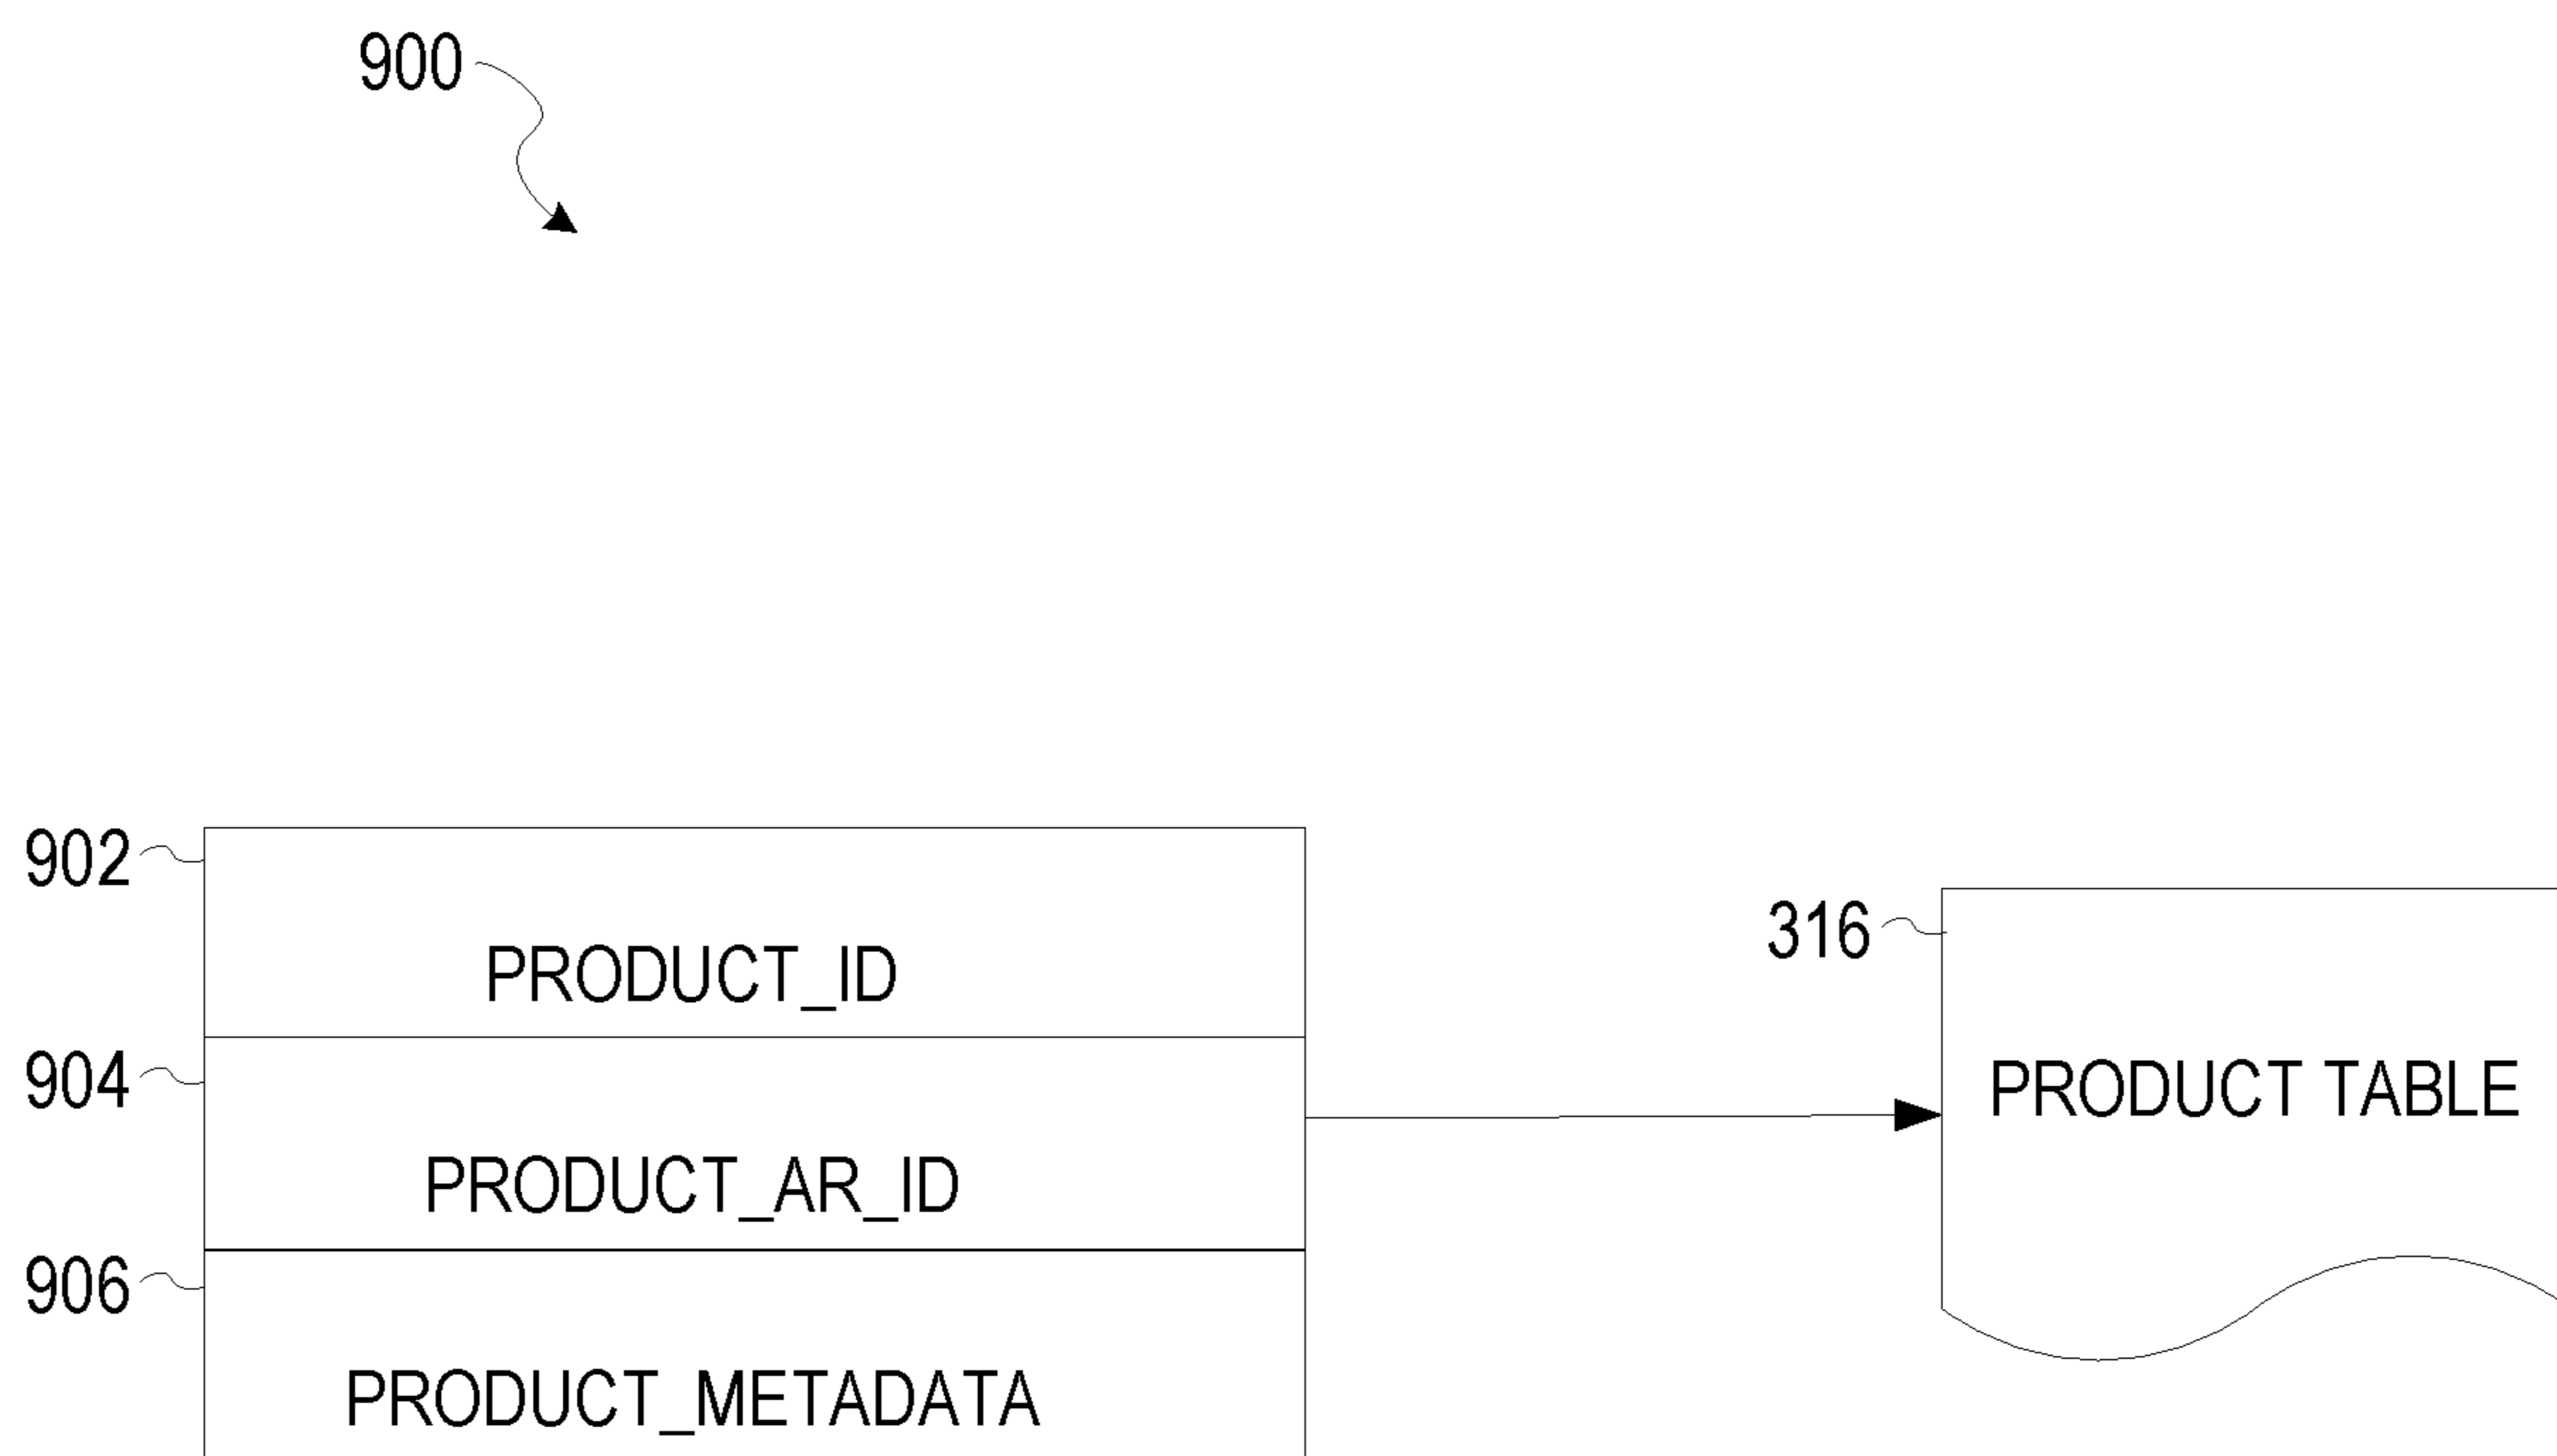 900
902
PRODUCT_ID
316
904
PRODUCT TABLE
PRODUCT_AR_ID
906
PRODUCT_METADATA